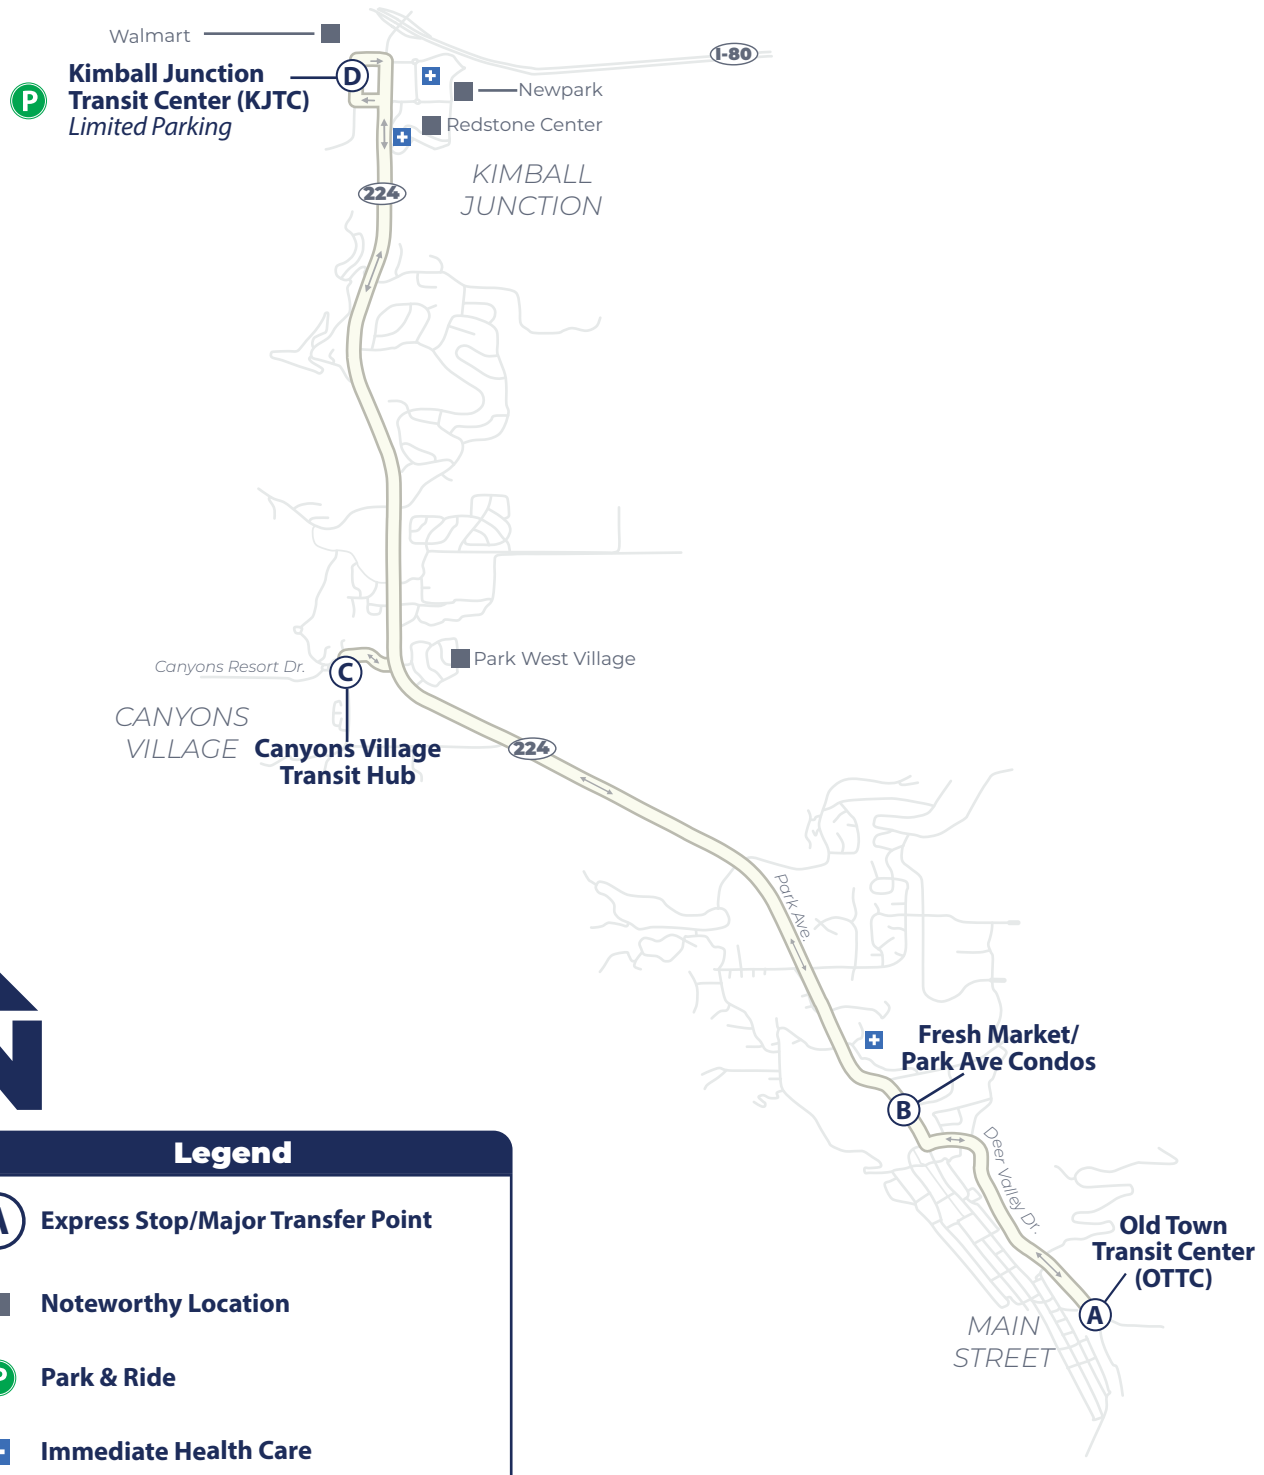 Walmart
I-80
Kimball Junction
Transit Center (KJTC)
Limited Parking
D
P
Newpark
Redstone Center
KIMBALL
JUNCTION
224
Park West Village
Canyons Resort Dr.
C
CANYONS
VILLAGE
Canyons Village
Transit Hub
224
Park Ave.
Fresh Market/
Park Ave Condos
B
Deer Valley Dr.
Old Town
Transit Center
(OTTC)
A
MAIN
STREET
N
Legend
A
Express Stop/Major Transfer Point
Noteworthy Location
P
Park & Ride
Immediate Health Care